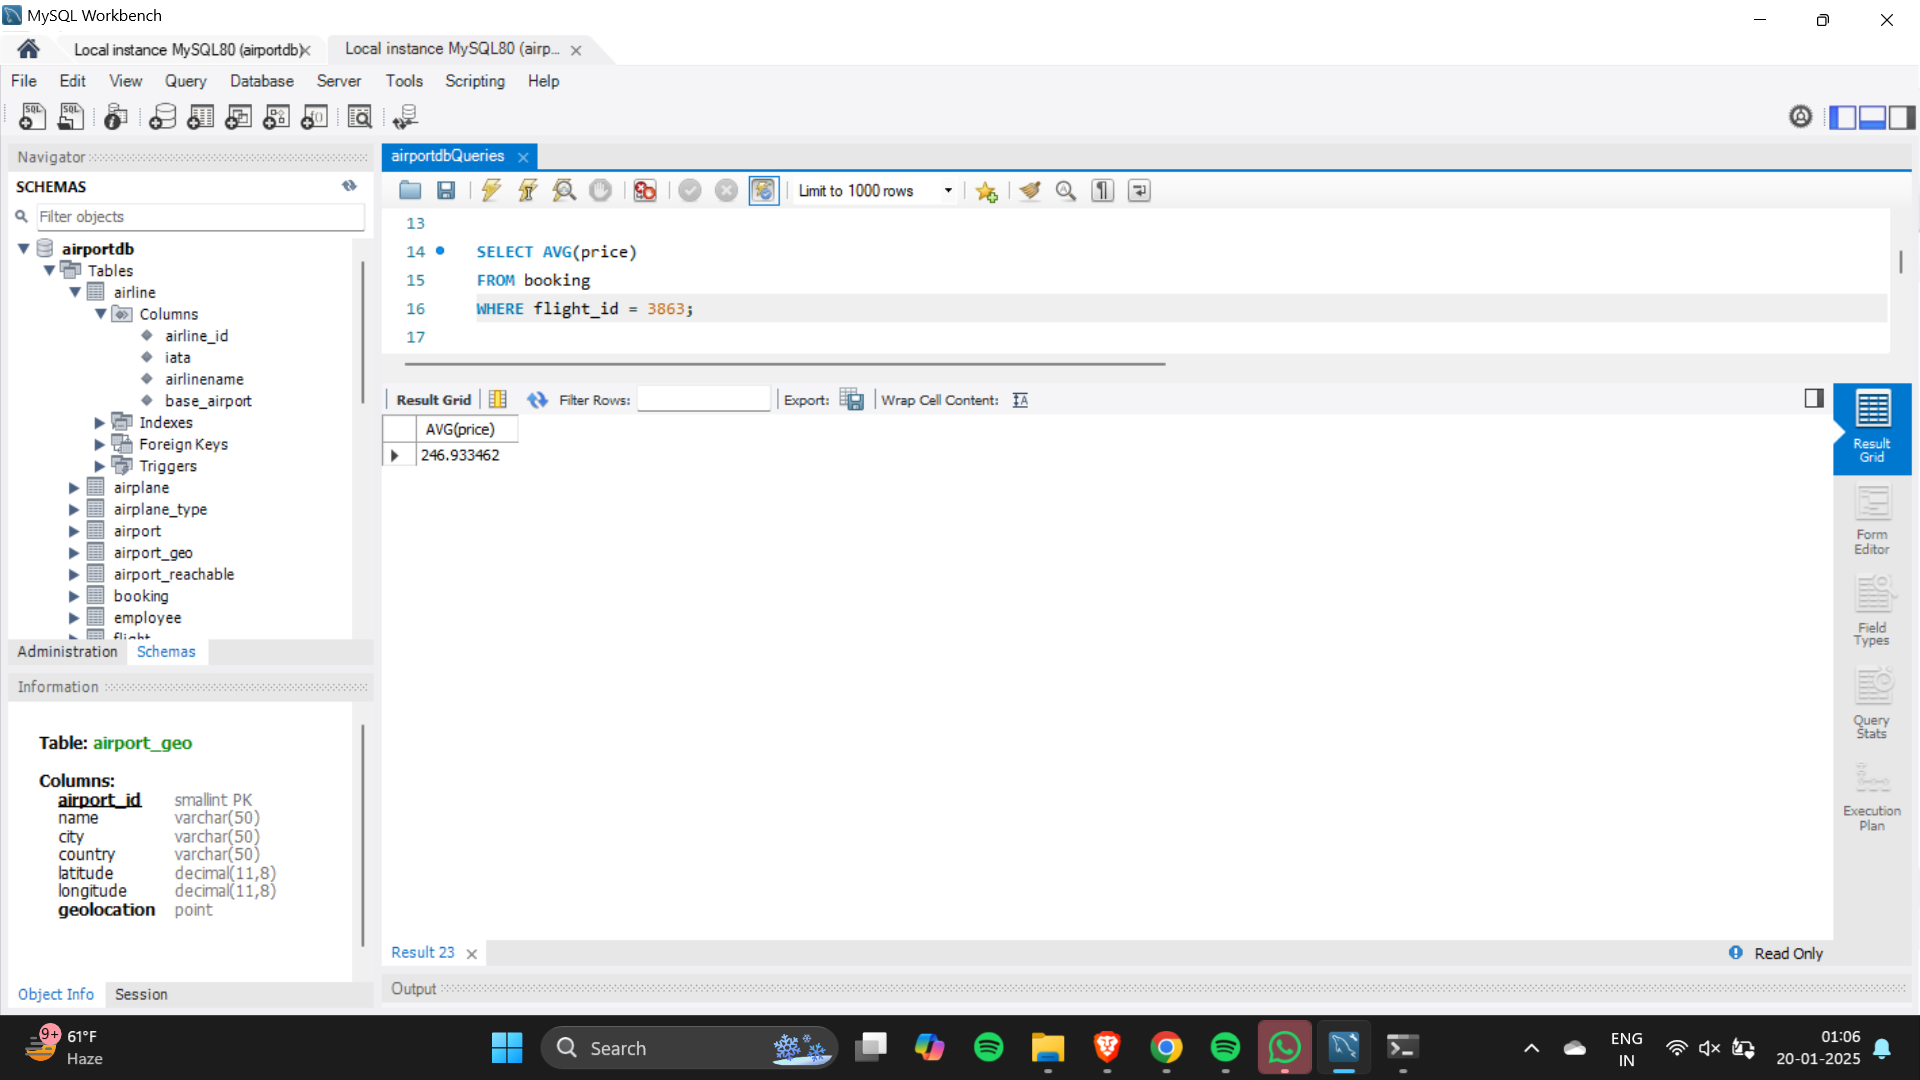 MySQL Workbench
Local instance MySQL80 (airportdb)
Local instance MySQL80 (airp...
File Edit View Query Database Server Tools Scripting Help
Navigator
SCHEMAS
Filter objects
airportdb
Tables
airline
Columns
airline_id
iata
airlinename
base_airport
Indexes
Foreign Keys
Triggers
airplane
airplane_type
airport
airport_geo
airport_reachable
booking
employee
flight
Administration Schemas
Information
Table: airport_geo
Columns:
airport_id smallint PK
name varchar(50)
city varchar(50)
country varchar(50)
latitude decimal(11,8)
longitude decimal(11,8)
geolocation point
Object Info Session
airportdbQueries
Limit to 1000 rows
13
14 SELECT AVG(price)
15 FROM booking
16 WHERE flight_id = 3863;
17
Result Grid Filter Rows: Export: Wrap Cell Content:
AVG(price)
246.933462
Result Grid
Form Editor
Field Types
Query Stats
Execution Plan
Result 23
Read Only
Output
9+
61°F
Haze
Search
ENG
IN
01:06
20-01-2025